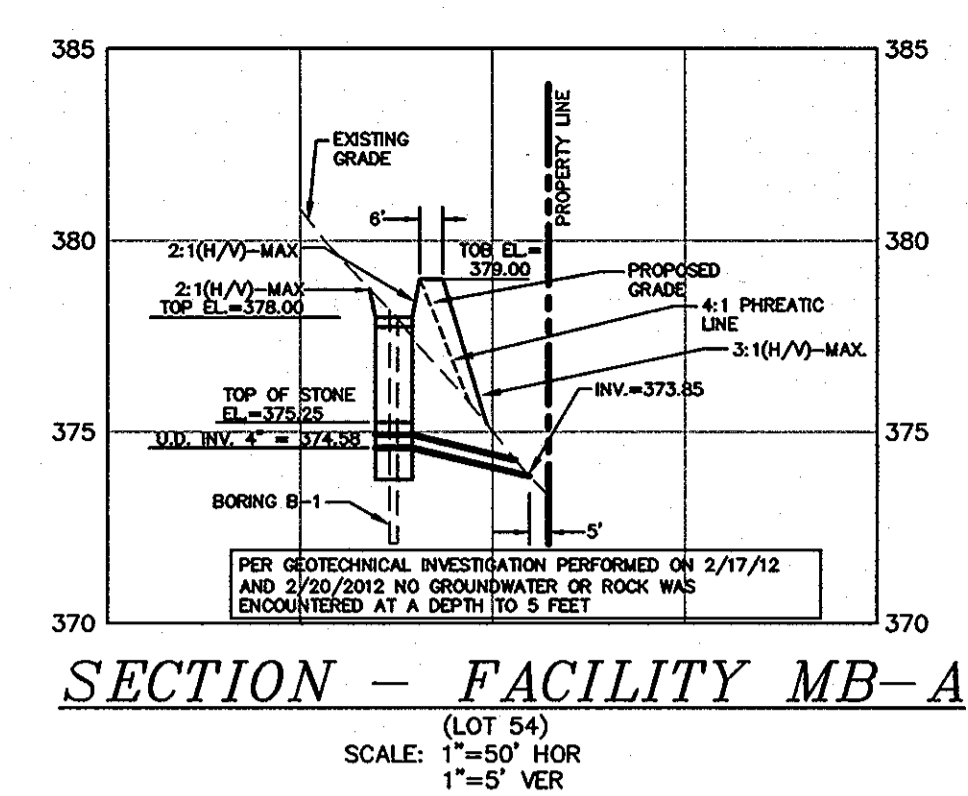 385
385
EXISTING
GRADE
PROPERTY LINE
380
6'
380
2:1(H/V)-MAX
TOB EL.=
379.00
PROPOSED
GRADE
2:1(H/V)-MAX
TOP EL.=378.00
4:1 PHREATIC
LINE
3:1(H/V)-MAX.
TOP OF STONE
EL.=375.25
INV.=373.85
375
375
U.D. INV. 4" = 374.58
BORING B-1
5'
PER GEOTECHNICAL INVESTIGATION PERFORMED ON 2/17/12
AND 2/20/2012 NO GROUNDWATER OR ROCK WAS
ENCOUNTERED AT A DEPTH TO 5 FEET
370
370
SECTION - FACILITY MB-A
(LOT 54)
SCALE: 1"=50' HOR
1"=5' VER